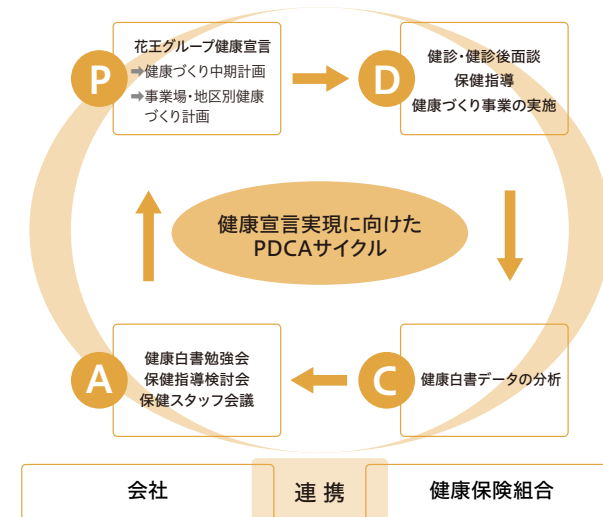 P
花王グループ健康宣言
➡健康づくり中期計画
➡事業場・地区別健康
づくり計画
D
健診・健診後面談
保健指導
健康づくり事業の実施
健康宣言実現に向けた
PDCAサイクル
A
健康白書勉強会
保健指導検討会
保健スタッフ会議
C
健康白書データの分析
会社
連 携
健康保険組合